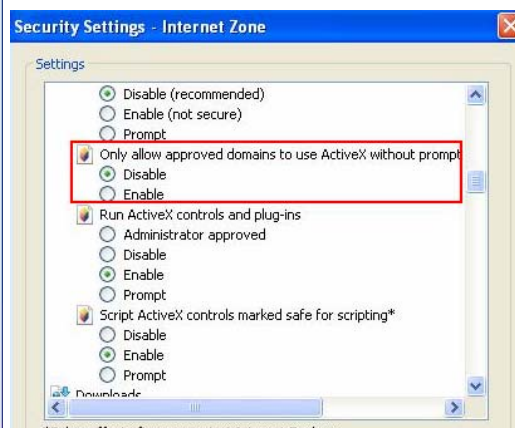 Security Settings - Internet Zone
Settings
Disable (recommended)
Enable (not secure)
Prompt
Only allow approved domains to use ActiveX without prompt
Disable
Enable
Run ActiveX controls and plug-ins
Administrator approved
Disable
Enable
Prompt
Script ActiveX controls marked safe for scripting*
Disable
Enable
Prompt
Downloads